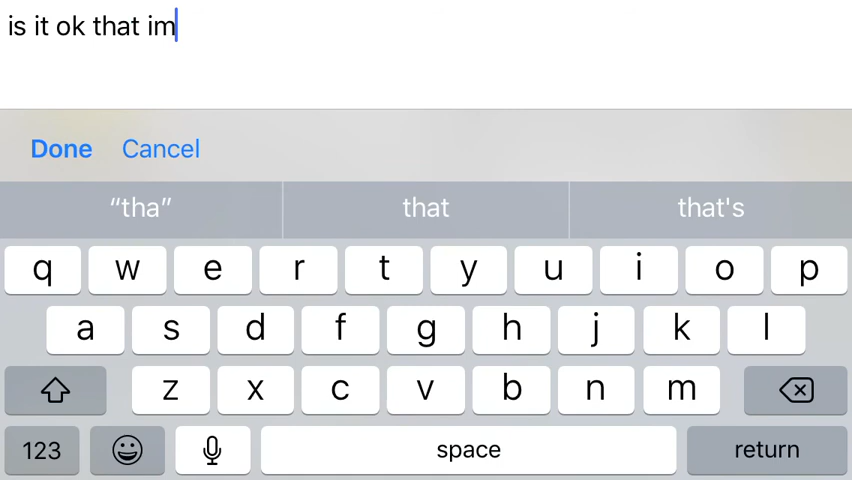 is it ok that im
Done Cancel
“tha” that that's
q w e r t y u i o p
a s d f g h j k l
z x c v b n m
123 space return